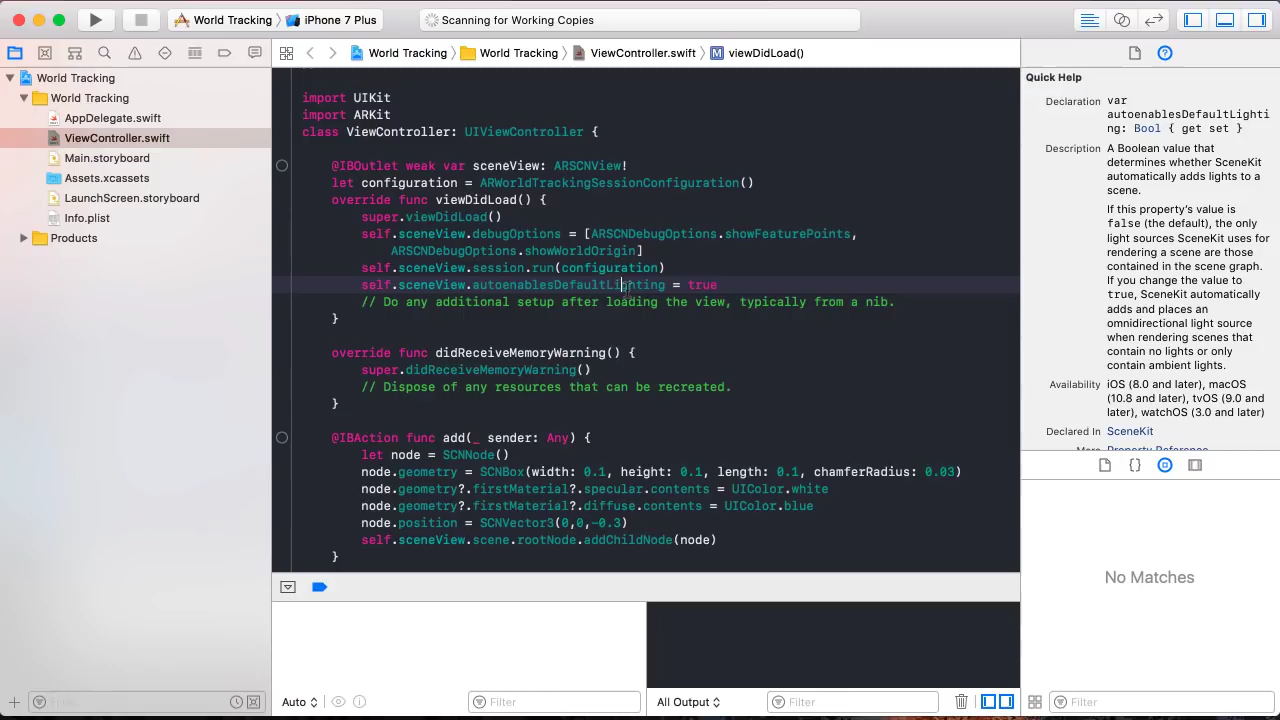 World Tracking
iPhone 7 Plus
Scanning for Working Copies
World Tracking
World Tracking
ViewController.swift
M viewDidLoad()
World Tracking
World Tracking
AppDelegate.swift
ViewController.swift
Main.storyboard
Assets.xcassets
LaunchScreen.storyboard
Info.plist
Products
import UIKit
import ARKit
class ViewController: UIViewController {
@IBOutlet weak var sceneView: ARSCNView!
let configuration = ARWorldTrackingSessionConfiguration()
override func viewDidLoad() {
super.viewDidLoad()
self.sceneView.debugOptions = [ARSCNDebugOptions.showFeaturePoints,
ARSCNDebugOptions.showWorldOrigin]
self.sceneView.session.run(configuration)
self.sceneView.autoenablesDefaultLighting = true
// Do any additional setup after loading the view, typically from a nib.
}
override func didReceiveMemoryWarning() {
super.didReceiveMemoryWarning()
// Dispose of any resources that can be recreated.
}
@IBAction func add(_ sender: Any) {
let node = SCNNode()
node.geometry = SCNBox(width: 0.1, height: 0.1, length: 0.1, chamferRadius: 0.03)
node.geometry?.firstMaterial?.specular.contents = UIColor.white
node.geometry?.firstMaterial?.diffuse.contents = UIColor.blue
node.position = SCNVector3(0,0,-0.3)
self.sceneView.scene.rootNode.addChildNode(node)
}
Quick Help
Declaration var
autoenablesDefaultLighti
ng: Bool { get set }
Description A Boolean value that
determines whether SceneKit
automatically adds lights to a
scene.
If this property's value is
false (the default), the only
light sources SceneKit uses for
rendering a scene are those
contained in the scene graph.
If you change the value to
true, SceneKit automatically
adds and places an
omnidirectional light source
when rendering scenes that
contain no lights or only
contain ambient lights.
Availability iOS (8.0 and later), macOS
(10.8 and later), tvOS (9.0 and
later), watchOS (3.0 and later)
Declared In SceneKit
More Property Reference
No Matches
Filter
Auto
Filter
All Output
Filter
Filter